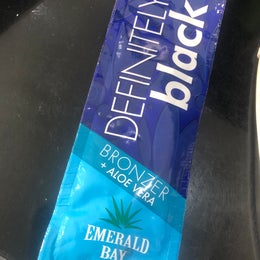 DEFINITELY
black
BRONZER
+ ALOE VERA
EMERALD
BAY